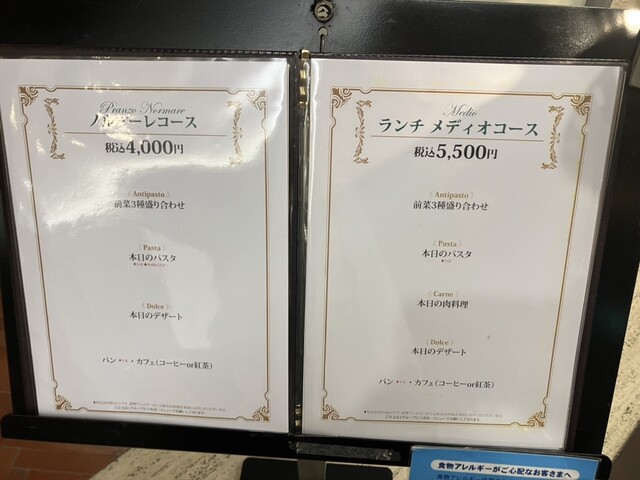 Pranzo Normare
ノルマーレコース
税込4,000円
〈 Antipasto 〉
前菜3種盛り合わせ
〈 Pasta 〉
本日のパスタ
〈 Dolce 〉
本日のデザート
パン・・カフェ(コーヒーor紅茶)
Medio
ランチ メディオコース
税込5,500円
〈 Antipasto 〉
前菜3種盛り合わせ
〈 Pasta 〉
本日のパスタ
〈 Carne 〉
本日の肉料理
〈 Dolce 〉
本日のデザート
パン・・カフェ(コーヒーor紅茶)
食物アレルギーがご心配なお客さまへ